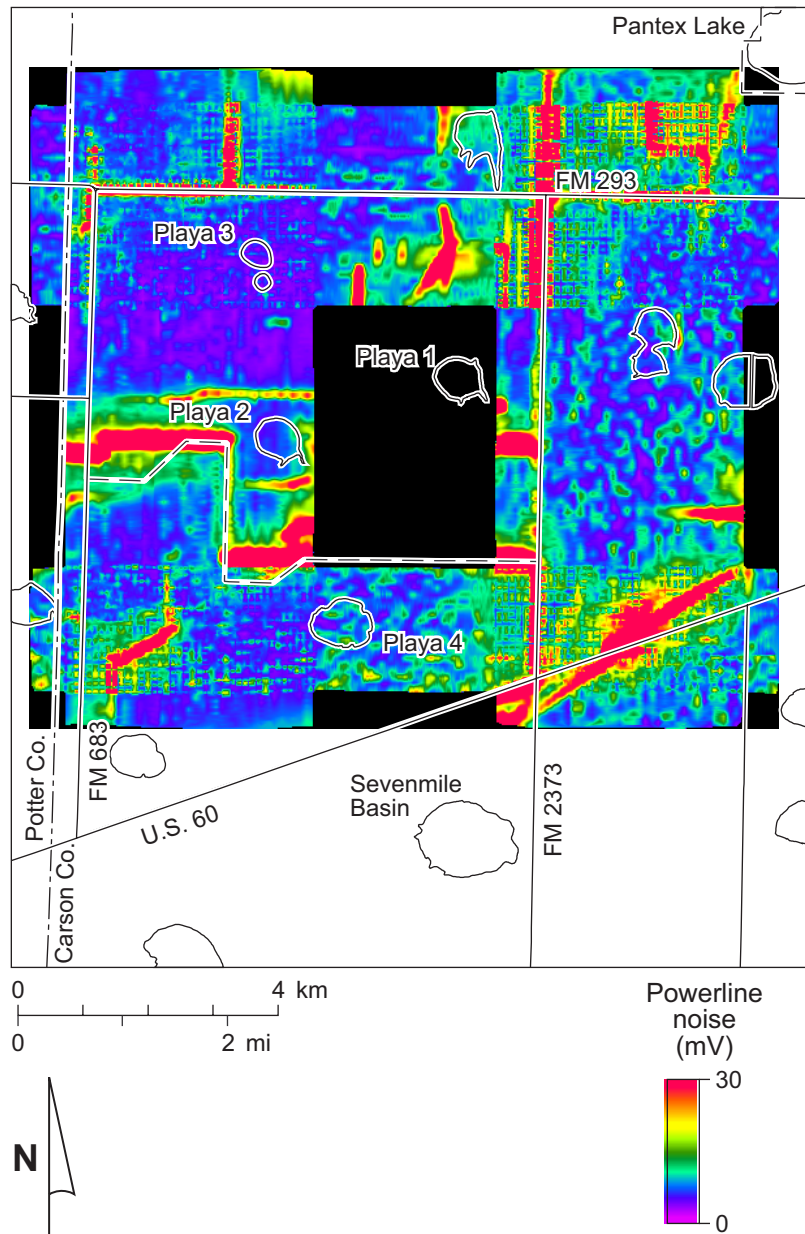 Pantex Lake
FM 293
Playa 3
Playa 1
Playa 2
Playa 4
Potter Co.
Carson Co.
FM 683
U.S. 60
Sevenmile
Basin
FM 2373
0 4 km
0 2 mi
N
Powerline
noise
(mV)
30
0